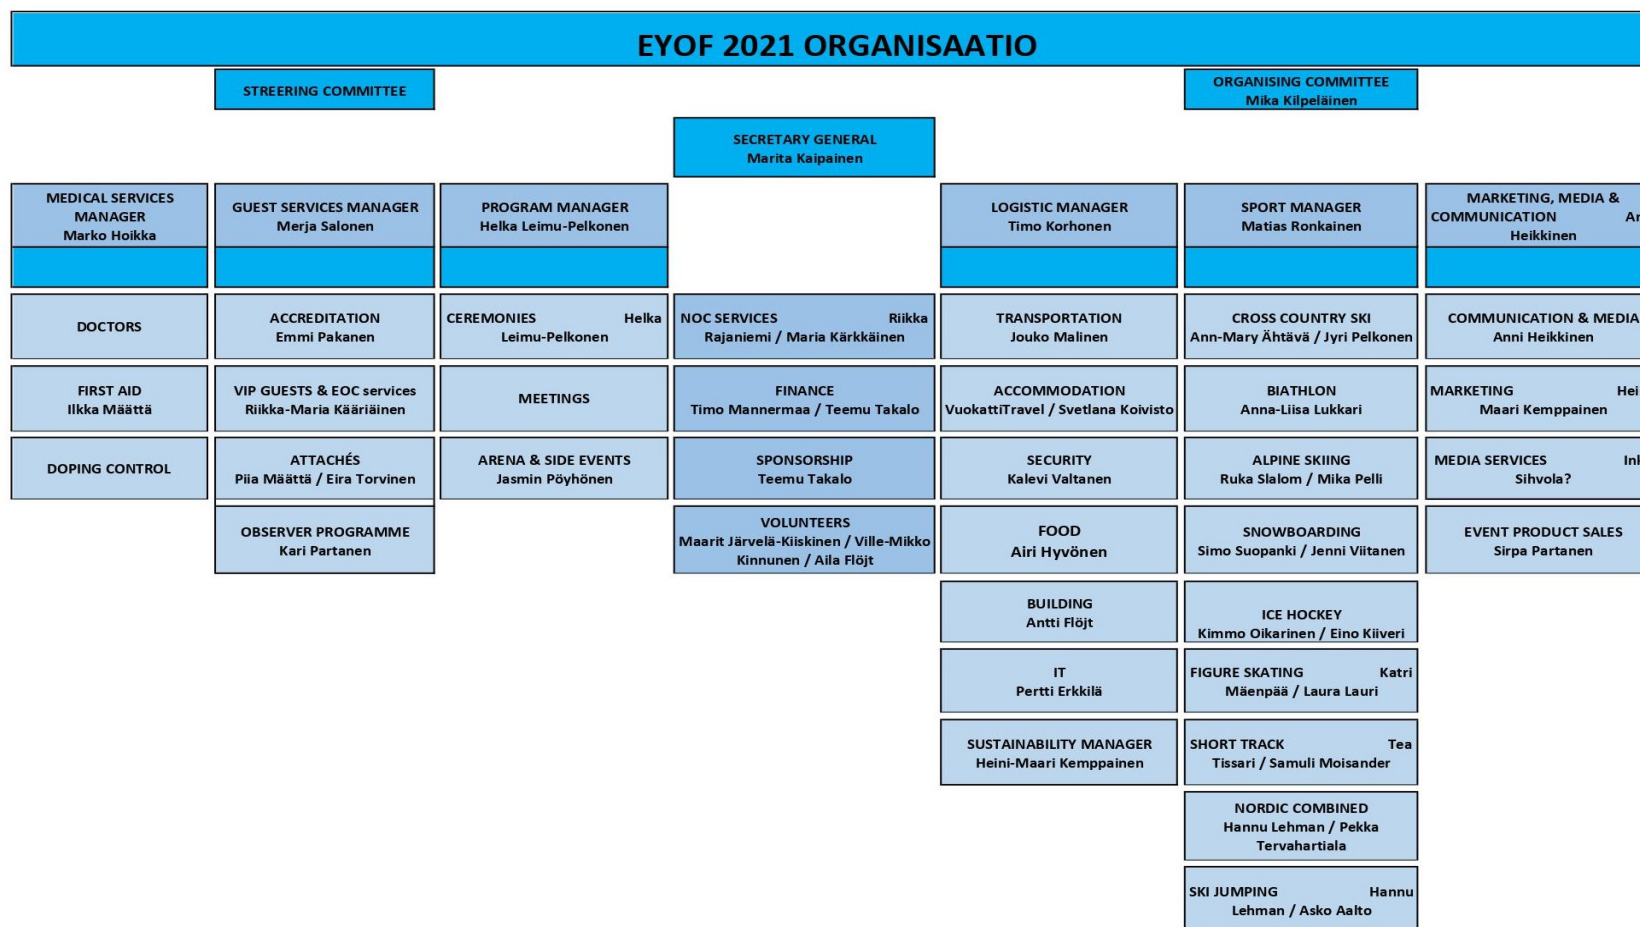 EYOF 2021 ORGANISAATIO
STREERING COMMITTEE
ORGANISING COMMITTEE
Mika Kilpeläinen
SECRETARY GENERAL
Marita Kaipainen
MEDICAL SERVICES
MANAGER
Marko Hoikka
GUEST SERVICES MANAGER
Merja Salonen
PROGRAM MANAGER
Helka Leimu-Pelkonen
LOGISTIC MANAGER
Timo Korhonen
SPORT MANAGER
Matias Ronkainen
MARKETING, MEDIA &
COMMUNICATION
Heikkinen
DOCTORS
ACCREDITATION
Emmi Pakanen
CEREMONIES Helka
Leimu-Pelkonen
NOC SERVICES Riikka
Rajaniemi / Maria Kärkkäinen
TRANSPORTATION
Jouko Malinen
CROSS COUNTRY SKI
Ann-Mary Ähtävä / Jyri Pelkonen
COMMUNICATION & MEDIA
Anni Heikkinen
FIRST AID
Ilkka Määttä
VIP GUESTS & EOC services
Riikka-Maria Kääriäinen
MEETINGS
FINANCE
Timo Mannermaa / Teemu Takalo
ACCOMMODATION
VuokattiTravel / Svetlana Koivisto
BIATHLON
Anna-Liisa Lukkari
MARKETING
Maari Kemppainen
DOPING CONTROL
ATTACHÉS
Piia Määttä / Eira Torvinen
ARENA & SIDE EVENTS
Jasmin Pöyhönen
SPONSORSHIP
Teemu Takalo
SECURITY
Kalevi Valtanen
ALPINE SKIING
Ruka Slalom / Mika Pelli
MEDIA SERVICES
Sihvola?
OBSERVER PROGRAMME
Kari Partanen
VOLUNTEERS
Maarit Järvelä-Kiiskinen / Ville-Mikko
Kinnunen / Aila Flöjt
FOOD
Airi Hyvönen
SNOWBOARDING
Simo Suopanki / Jenni Viitanen
EVENT PRODUCT SALES
Sirpa Partanen
BUILDING
Antti Flöjt
ICE HOCKEY
Kimmo Oikarinen / Eino Kiiveri
IT
Pertti Erkkilä
FIGURE SKATING Katri
Mäenpää / Laura Lauri
SUSTAINABILITY MANAGER
Heini-Maari Kemppainen
SHORT TRACK Tea
Tissari / Samuli Moisander
NORDIC COMBINED
Hannu Lehman / Pekka
Tervahartiala
SKI JUMPING Hannu
Lehman / Asko Aalto